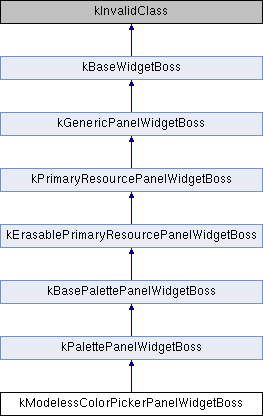 kInvalidClass
kBaseWidgetBoss
kGenericPanelWidgetBoss
kPrimaryResourcePanelWidgetBoss
kErasablePrimaryResourcePanelWidgetBoss
kBasePalettePanelWidgetBoss
kPalettePanelWidgetBoss
kModelessColorPickerPanelWidgetBoss